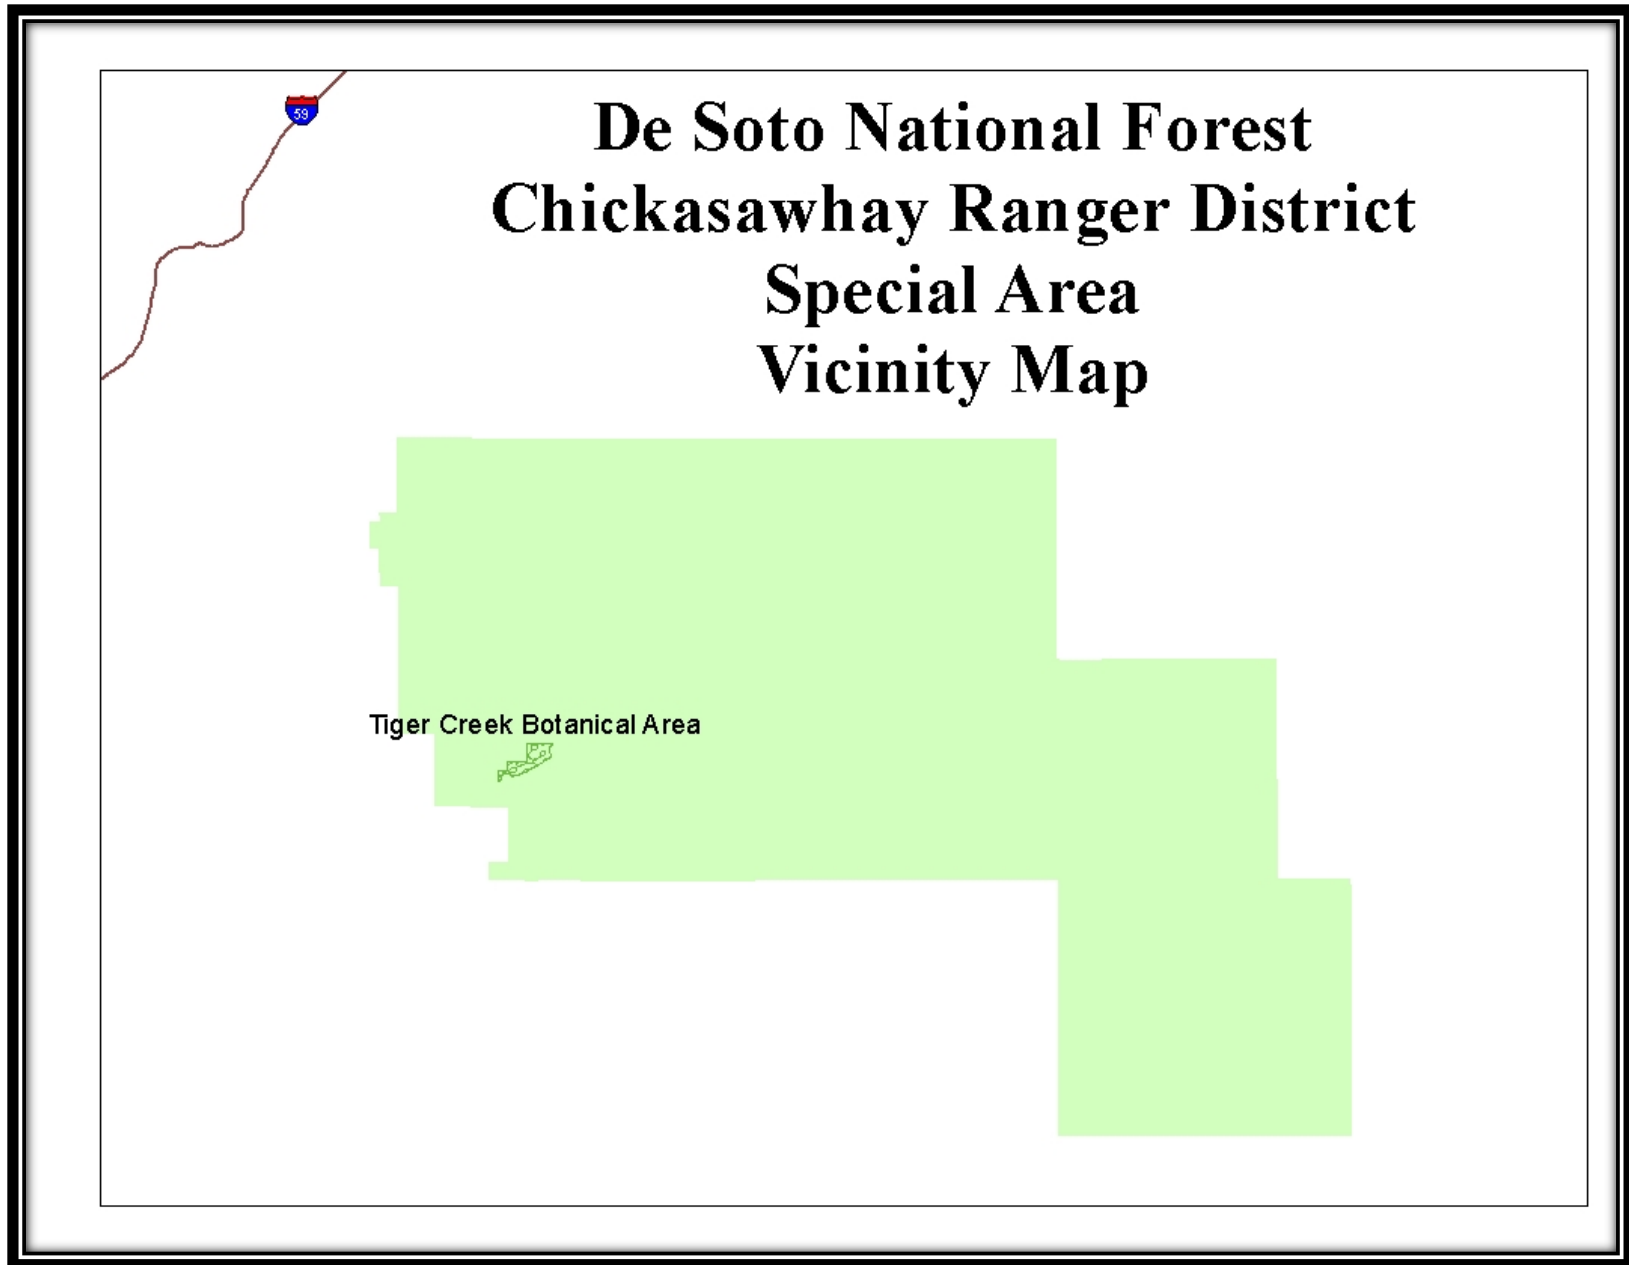 59
De Soto National Forest
Chickasawhay Ranger District
Special Area
Vicinity Map
Tiger Creek Botanical Area